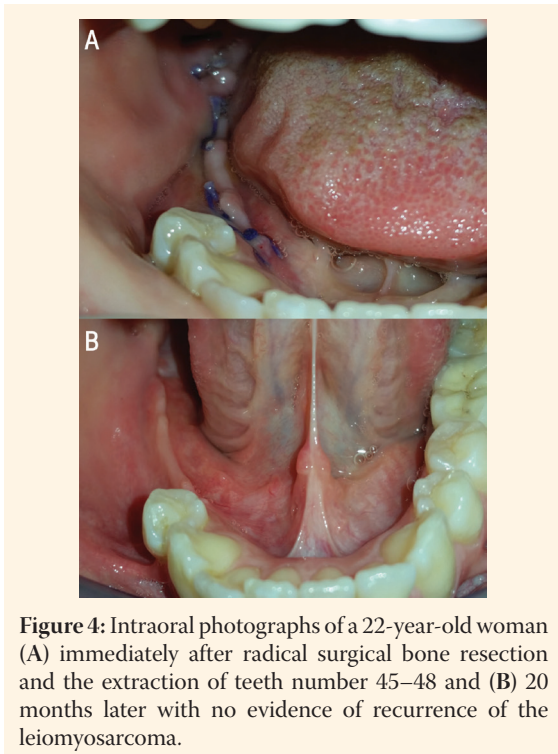 A
B
Figure 4: Intraoral photographs of a 22-year-old woman
(A) immediately after radical surgical bone resection
and the extraction of teeth number 45–48 and (B) 20
months later with no evidence of recurrence of the
leiomyosarcoma.